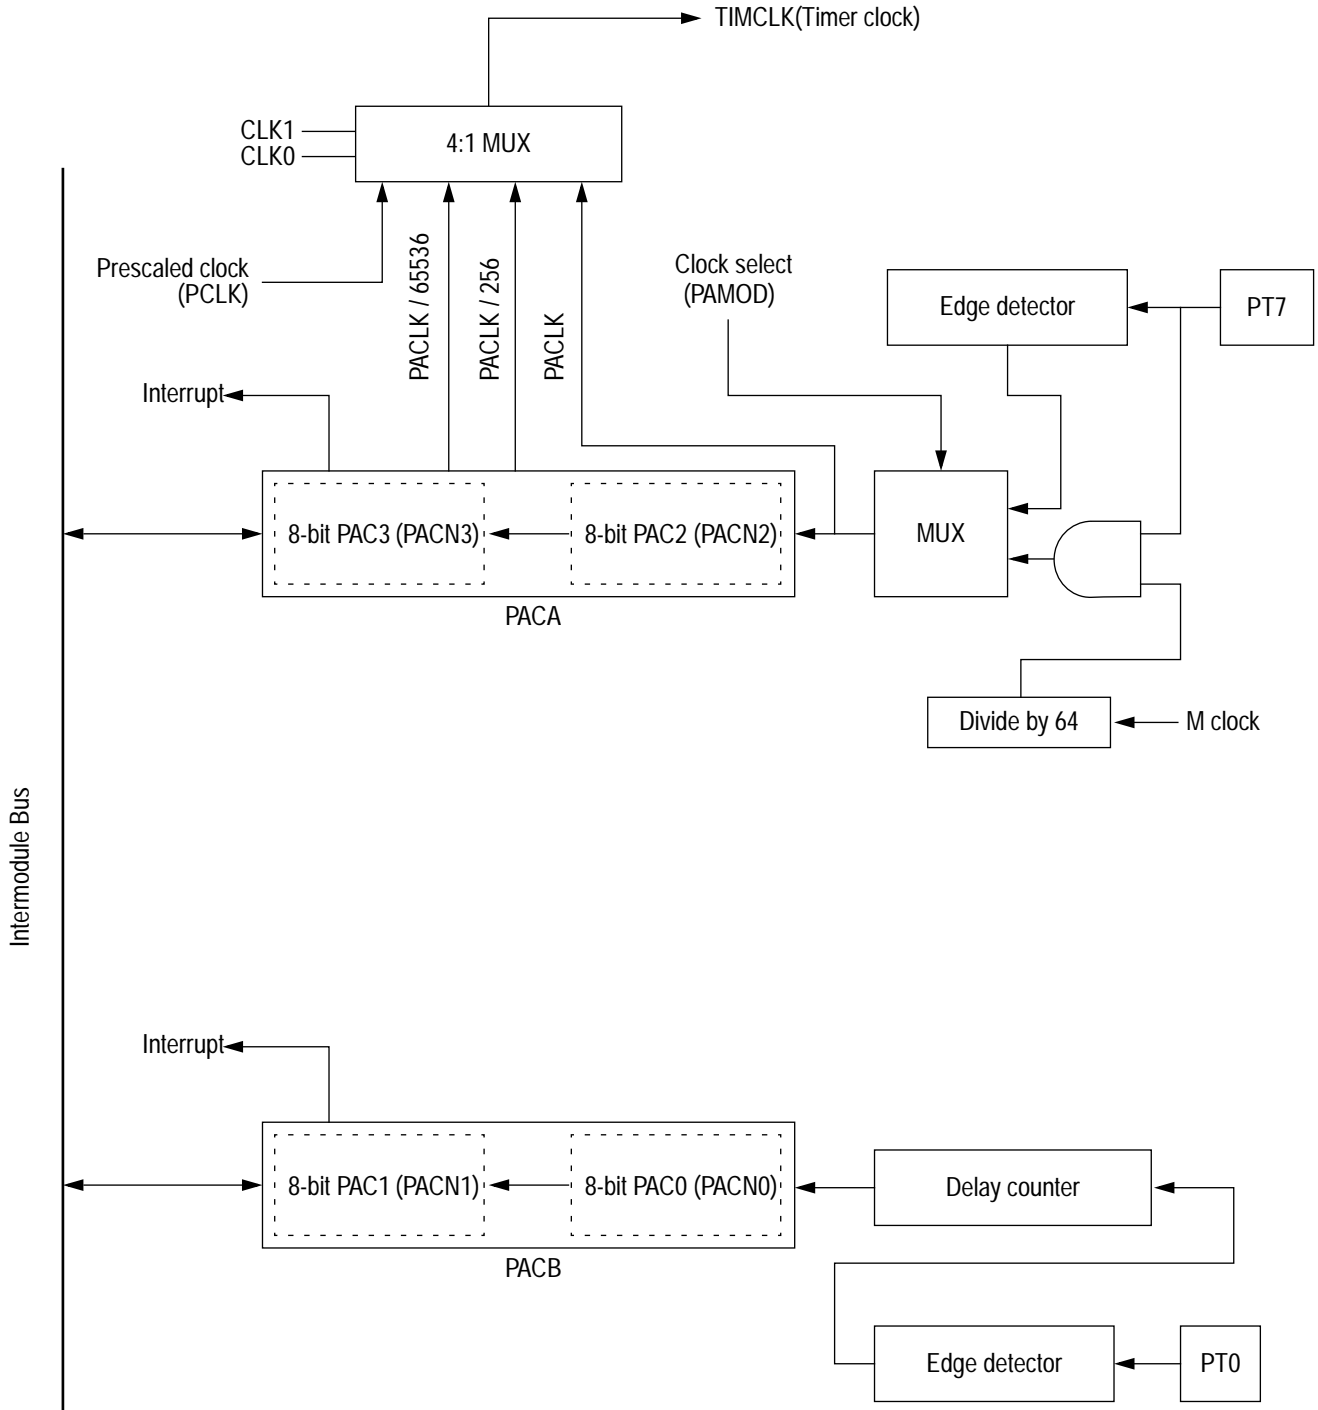 TIMCLK(Timer clock)
CLK1
CLK0
4:1 MUX
Prescaled clock
(PCLK)
PACLK / 65536
PACLK / 256
PACLK
Clock select
(PAMOD)
Edge detector
PT7
Interrupt
8-bit PAC3 (PACN3)
8-bit PAC2 (PACN2)
MUX
PACA
Divide by 64
M clock
Intermodule Bus
Interrupt
8-bit PAC1 (PACN1)
8-bit PAC0 (PACN0)
Delay counter
PACB
Edge detector
PT0